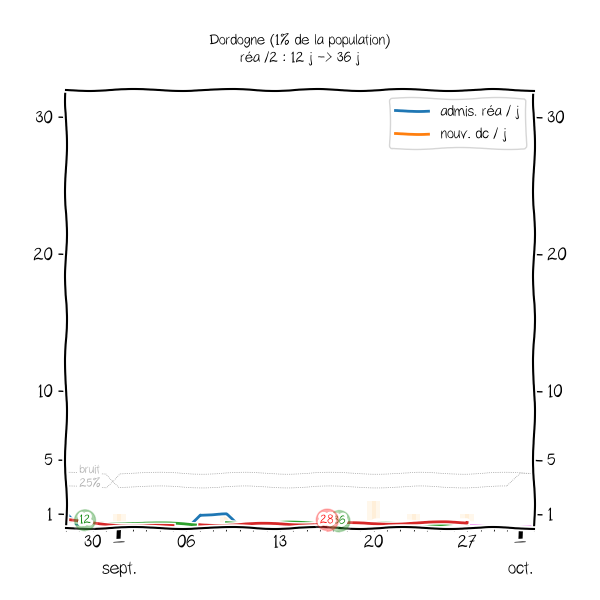 Dordogne (1% de la population)
réa /2 : 12 j -> 36 j
admis. réa / j
nouv. dc / j
30 30
20 20
10 10
5 5
bruit
25%
1 12 28 1
30 06 13 20 27
sept. oct.